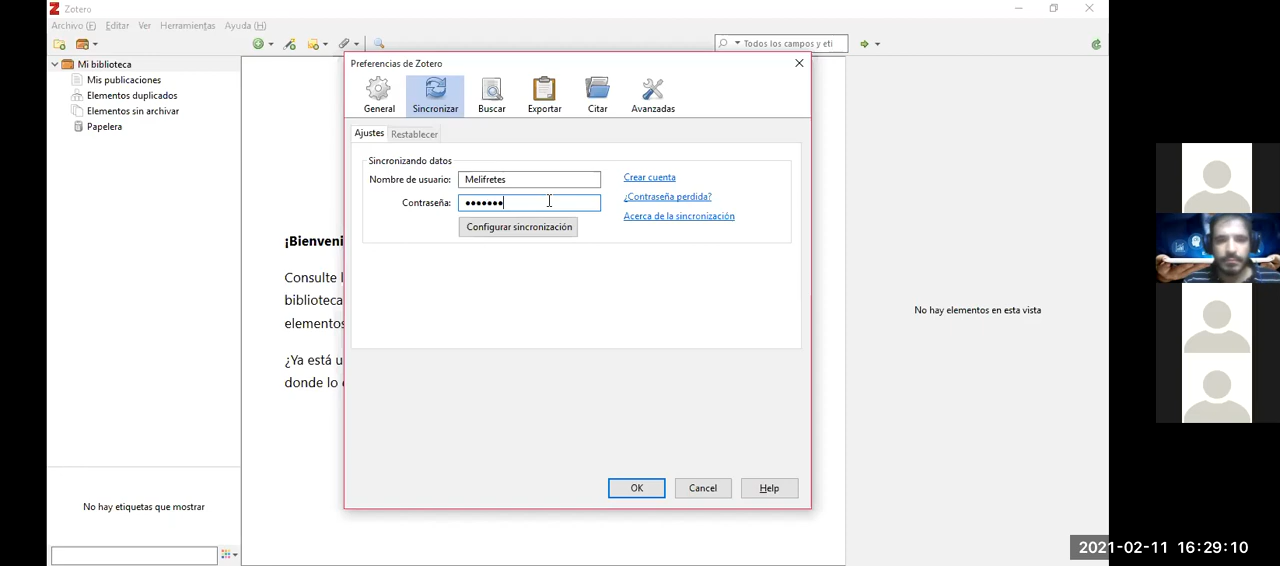 Zotero
Archivo (F) Editar Ver Herramientas Ayuda (H)
Todos los campos y eti
Mi biblioteca
Mis publicaciones
Elementos duplicados
Elementos sin archivar
Papelera
No hay etiquetas que mostrar
¡Bienveni
Consulte l
biblioteca
elementos
¿Ya está u
donde lo
Preferencias de Zotero
General Sincronizar Buscar Exportar Citar Avanzadas
Ajustes Restablecer
Sincronizando datos
Nombre de usuario: Melifretes
Crear cuenta
Contraseña: •••••••
¿Contraseña perdida?
Configurar sincronización
Acerca de la sincronización
OK Cancel Help
No hay elementos en esta vista
2021-02-11 16:29:10